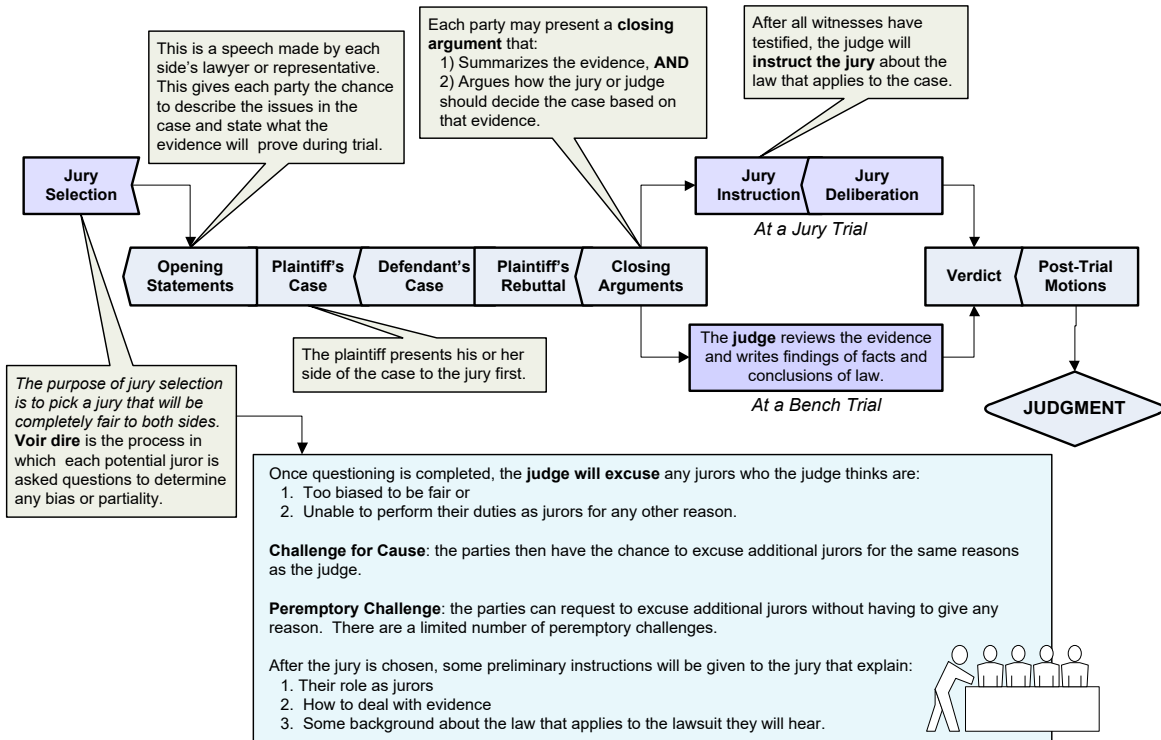 This is a speech made by each
side's lawyer or representative.
This gives each party the chance
to describe the issues in the
case and state what the
evidence will prove during trial.
Each party may present a closing
argument that:
1) Summarizes the evidence, AND
2) Argues how the jury or judge
should decide the case based on
that evidence.
After all witnesses have
testified, the judge will
instruct the jury about the
law that applies to the case.
Jury
Selection
Jury
Instruction
Jury
Deliberation
At a Jury Trial
Opening
Statements
Plaintiff's
Case
Defendant's
Case
Plaintiff's
Rebuttal
Closing
Arguments
Verdict
Post-Trial
Motions
The plaintiff presents his or her
side of the case to the jury first.
The judge reviews the evidence
and writes findings of facts and
conclusions of law.
At a Bench Trial
JUDGMENT
The purpose of jury selection
is to pick a jury that will be
completely fair to both sides.
Voir dire is the process in
which each potential juror is
asked questions to determine
any bias or partiality.
Once questioning is completed, the judge will excuse any jurors who the judge thinks are:
1. Too biased to be fair or
2. Unable to perform their duties as jurors for any other reason.
Challenge for Cause: the parties then have the chance to excuse additional jurors for the same reasons
as the judge.
Peremptory Challenge: the parties can request to excuse additional jurors without having to give any
reason. There are a limited number of peremptory challenges.
After the jury is chosen, some preliminary instructions will be given to the jury that explain:
1. Their role as jurors
2. How to deal with evidence
3. Some background about the law that applies to the lawsuit they will hear.